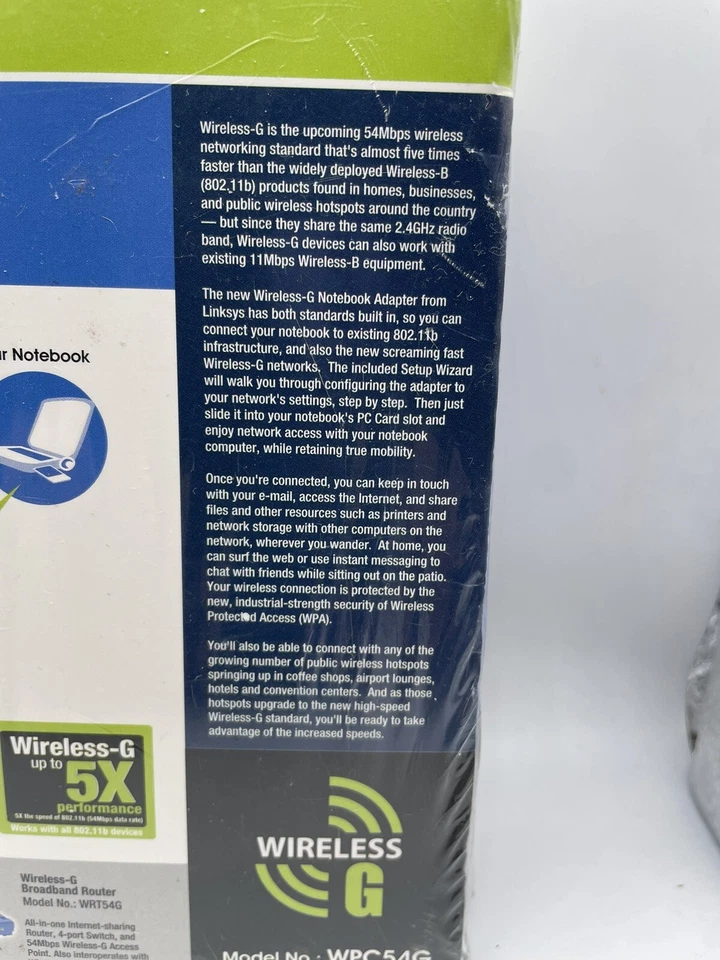 Wireless-G is the upcoming 54Mbps wireless
networking standard that's almost five times
faster than the widely deployed Wireless-B
(802.11b) products found in homes, businesses,
and public wireless hotspots around the country
— but since they share the same 2.4GHz radio
band, Wireless-G devices can also work with
existing 11Mbps Wireless-B equipment.
The new Wireless-G Notebook Adapter from
Linksys has both standards built in, so you can
connect your notebook to existing 802.11b
infrastructure, and also the new screaming fast
Wireless-G networks. The included Setup Wizard
will walk you through configuring the adapter to
your network's settings, step by step. Then just
slide it into your notebook's PC Card slot and
enjoy network access with your notebook
computer, while retaining true mobility.
Once you're connected, you can keep in touch
with your e-mail, access the Internet, and share
files and other resources such as printers and
network storage with other computers on the
network, wherever you wander. At home, you
can surf the web or use instant messaging to
chat with friends while sitting out on the patio.
Your wireless connection is protected by the
new, industrial-strength security of Wireless
Protected Access (WPA).
You'll also be able to connect with any of the
growing number of public wireless hotspots
springing up in coffee shops, airport lounges,
hotels and convention centers. And as those
hotspots upgrade to the new high-speed
Wireless-G standard, you'll be ready to take
advantage of the increased speeds.
Notebook
Wireless-G
up to
5X
performance
5X the speed of 802.11b (54Mbps data rate)
Works with all 802.11b devices
WIRELESS
G
Model No.: WPC54G
Wireless-G
Broadband Router
Model No.: WRT54G
All-in-one Internet-sharing
Router, 4-port Switch, and
54Mbps Wireless-G Access
Point. Also interoperates with